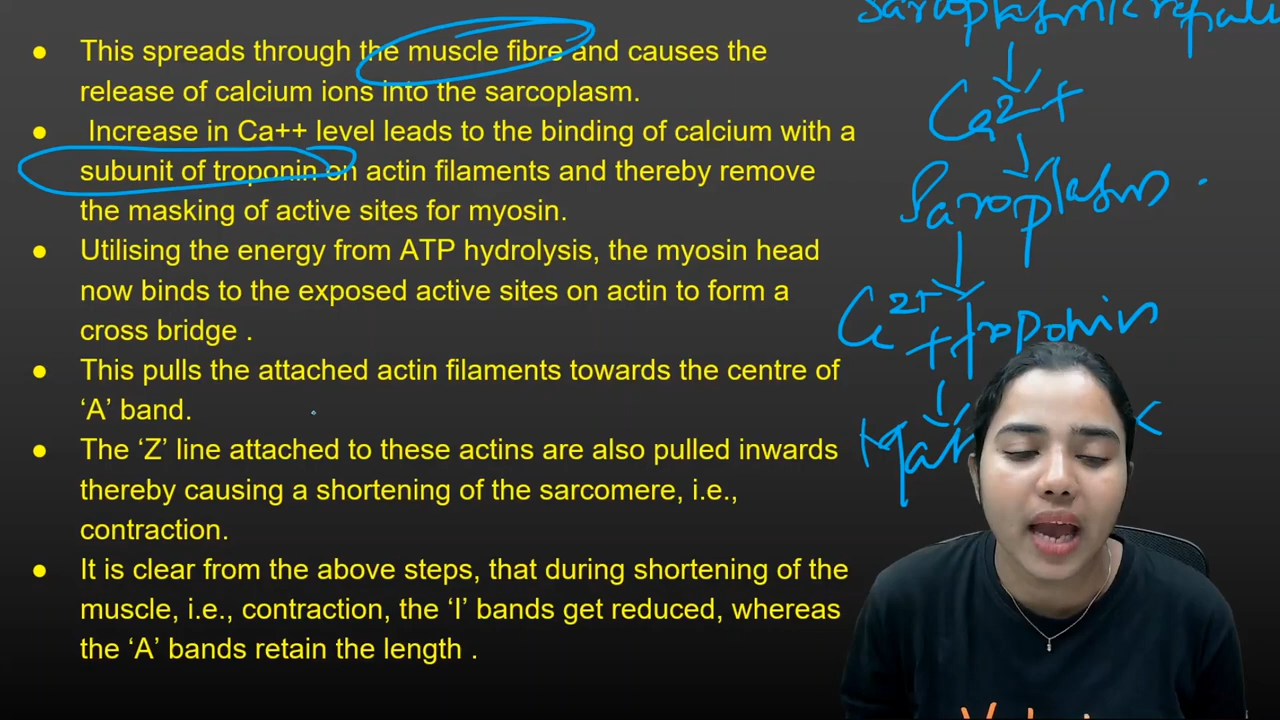 ● This spreads through the muscle fibre and causes the
release of calcium ions into the sarcoplasm.
● Increase in Ca++ level leads to the binding of calcium with a
subunit of troponin on actin filaments and thereby remove
the masking of active sites for myosin.
● Utilising the energy from ATP hydrolysis, the myosin head
now binds to the exposed active sites on actin to form a
cross bridge .
● This pulls the attached actin filaments towards the centre of
‘A’ band.
● The ‘Z’ line attached to these actins are also pulled inwards
thereby causing a shortening of the sarcomere, i.e.,
contraction.
● It is clear from the above steps, that during shortening of the
muscle, i.e., contraction, the ‘I’ bands get reduced, whereas
the ‘A’ bands retain the length .
Ca2+
Ca2+
+ troponin